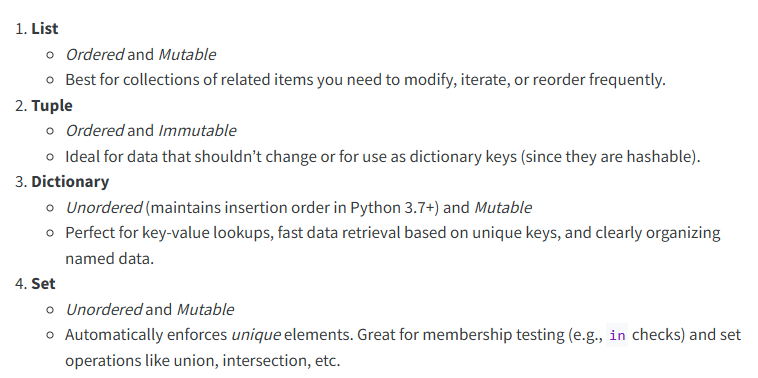 1. List
○ Ordered and Mutable
○ Best for collections of related items you need to modify, iterate, or reorder frequently.
2. Tuple
○ Ordered and Immutable
○ Ideal for data that shouldn’t change or for use as dictionary keys (since they are hashable).
3. Dictionary
○ Unordered (maintains insertion order in Python 3.7+) and Mutable
○ Perfect for key-value lookups, fast data retrieval based on unique keys, and clearly organizing
named data.
4. Set
○ Unordered and Mutable
○ Automatically enforces unique elements. Great for membership testing (e.g., in checks) and set
operations like union, intersection, etc.